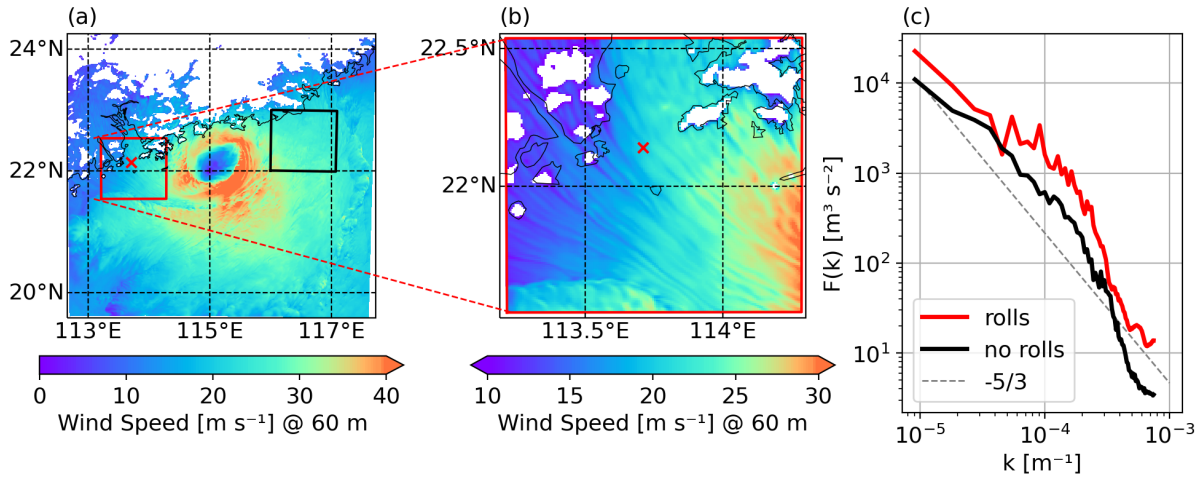 (a)
(b)
(c)
24°N
22°N
20°N
113°E 115°E 117°E
0 10 20 30 40
Wind Speed [m s⁻¹] @ 60 m
22.5°N
22°N
113.5°E 114°E
10 15 20 25 30
Wind Speed [m s⁻¹] @ 60 m
F(k) [m³ s⁻²]
10⁴
10³
10²
10¹
rolls
no rolls
-5/3
10⁻⁵ 10⁻⁴ 10⁻³
k [m⁻¹]